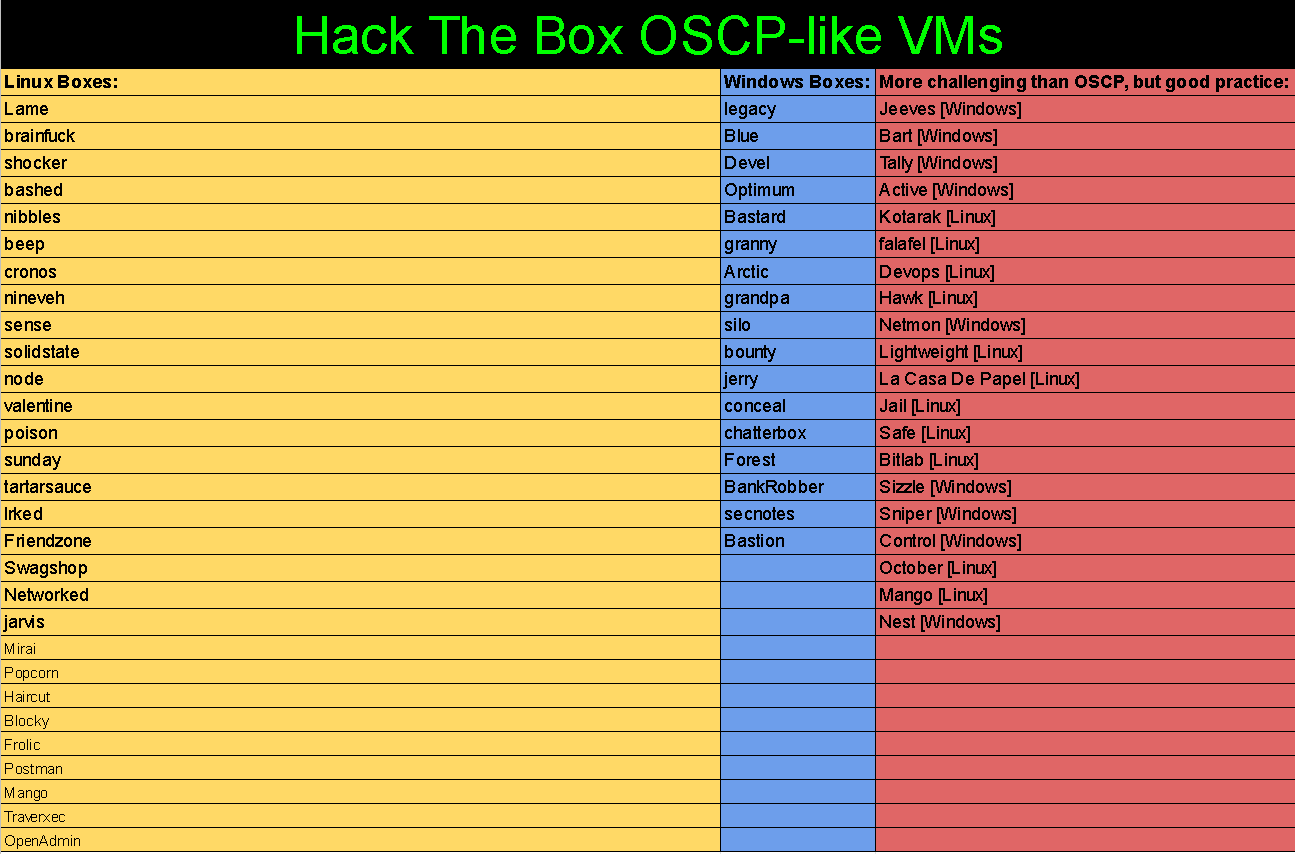 Hack The Box OSCP-like VMs
Linux Boxes: Windows Boxes: More challenging than OSCP, but good practice:
Lame legacy Jeeves [Windows]
brainfuck Blue Bart [Windows]
shocker Devel Tally [Windows]
bashed Optimum Active [Windows]
nibbles Bastard Kotarak [Linux]
beep granny falafel [Linux]
cronos Arctic Devops [Linux]
nineveh grandpa Hawk [Linux]
sense silo Netmon [Windows]
solidstate bounty Lightweight [Linux]
node jerry La Casa De Papel [Linux]
valentine conceal Jail [Linux]
poison chatterbox Safe [Linux]
sunday Forest Bitlab [Linux]
tartarsauce BankRobber Sizzle [Windows]
Irked secnotes Sniper [Windows]
Friendzone Bastion Control [Windows]
Swagshop October [Linux]
Networked Mango [Linux]
jarvis Nest [Windows]
Mirai
Popcorn
Haircut
Blocky
Frolic
Postman
Mango
Traverxec
OpenAdmin